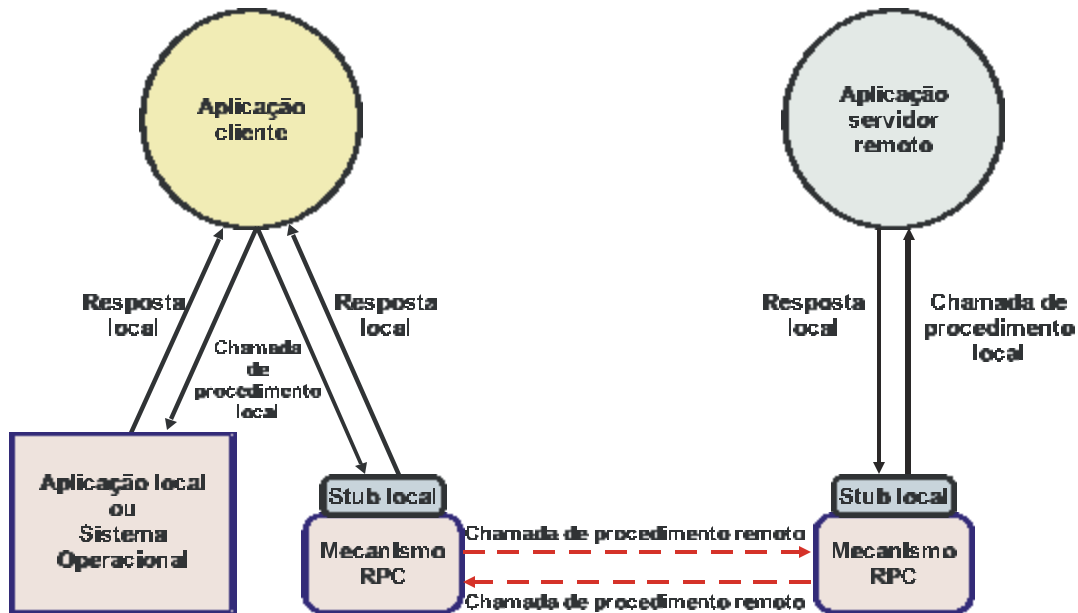 Aplicação
cliente
Aplicação
servidor
remoto
Resposta
local
Resposta
local
Chamada
de
procedimento
local
Resposta
local
Chamada de
procedimento
local
Aplicação local
ou
Sistema
Operacional
Stub local
Mecanismo
RPC
Chamada de procedimento remoto
Chamada de procedimento remoto
Stub local
Mecanismo
RPC